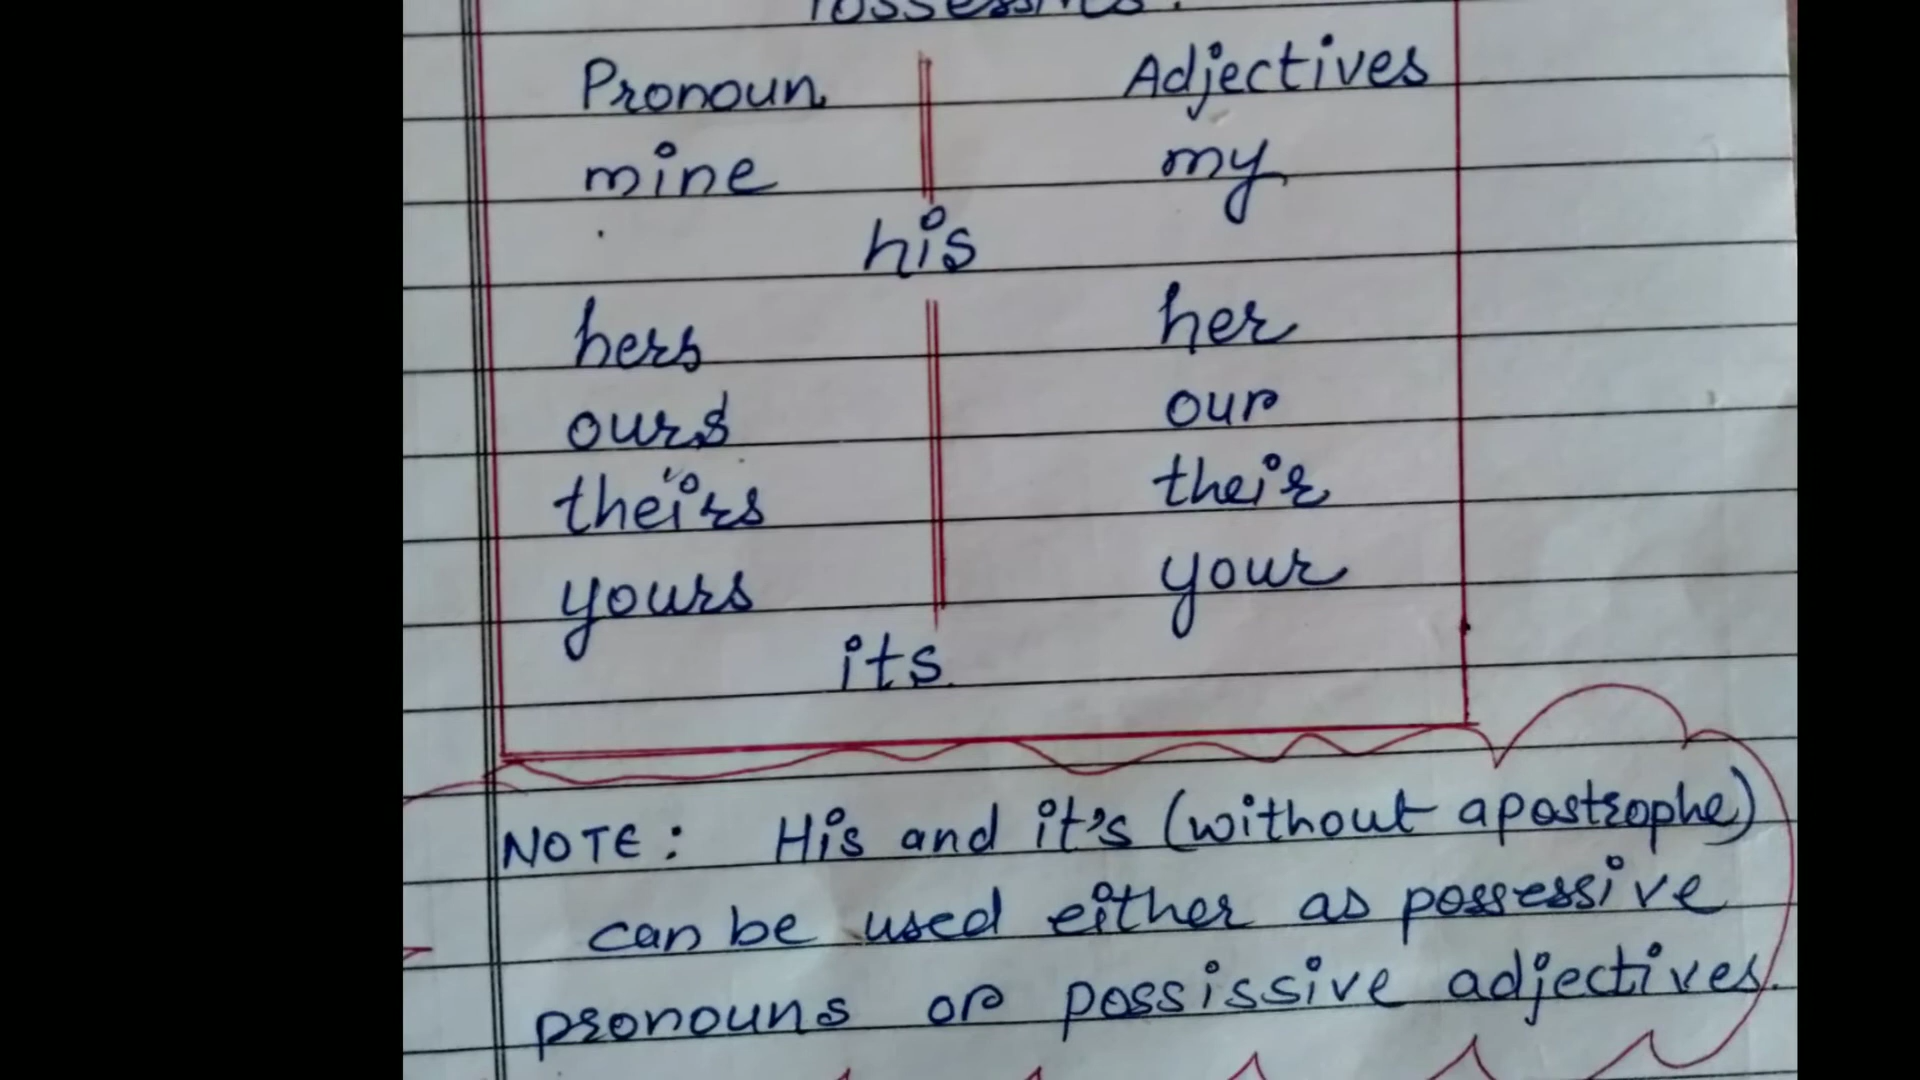 Pronoun Adjectives
mine my
his
hers her
ours our
theirs their
yours your
its
NOTE: His and it's (without apostrophe)
can be used either as possessive
pronouns or possissive adjectives.